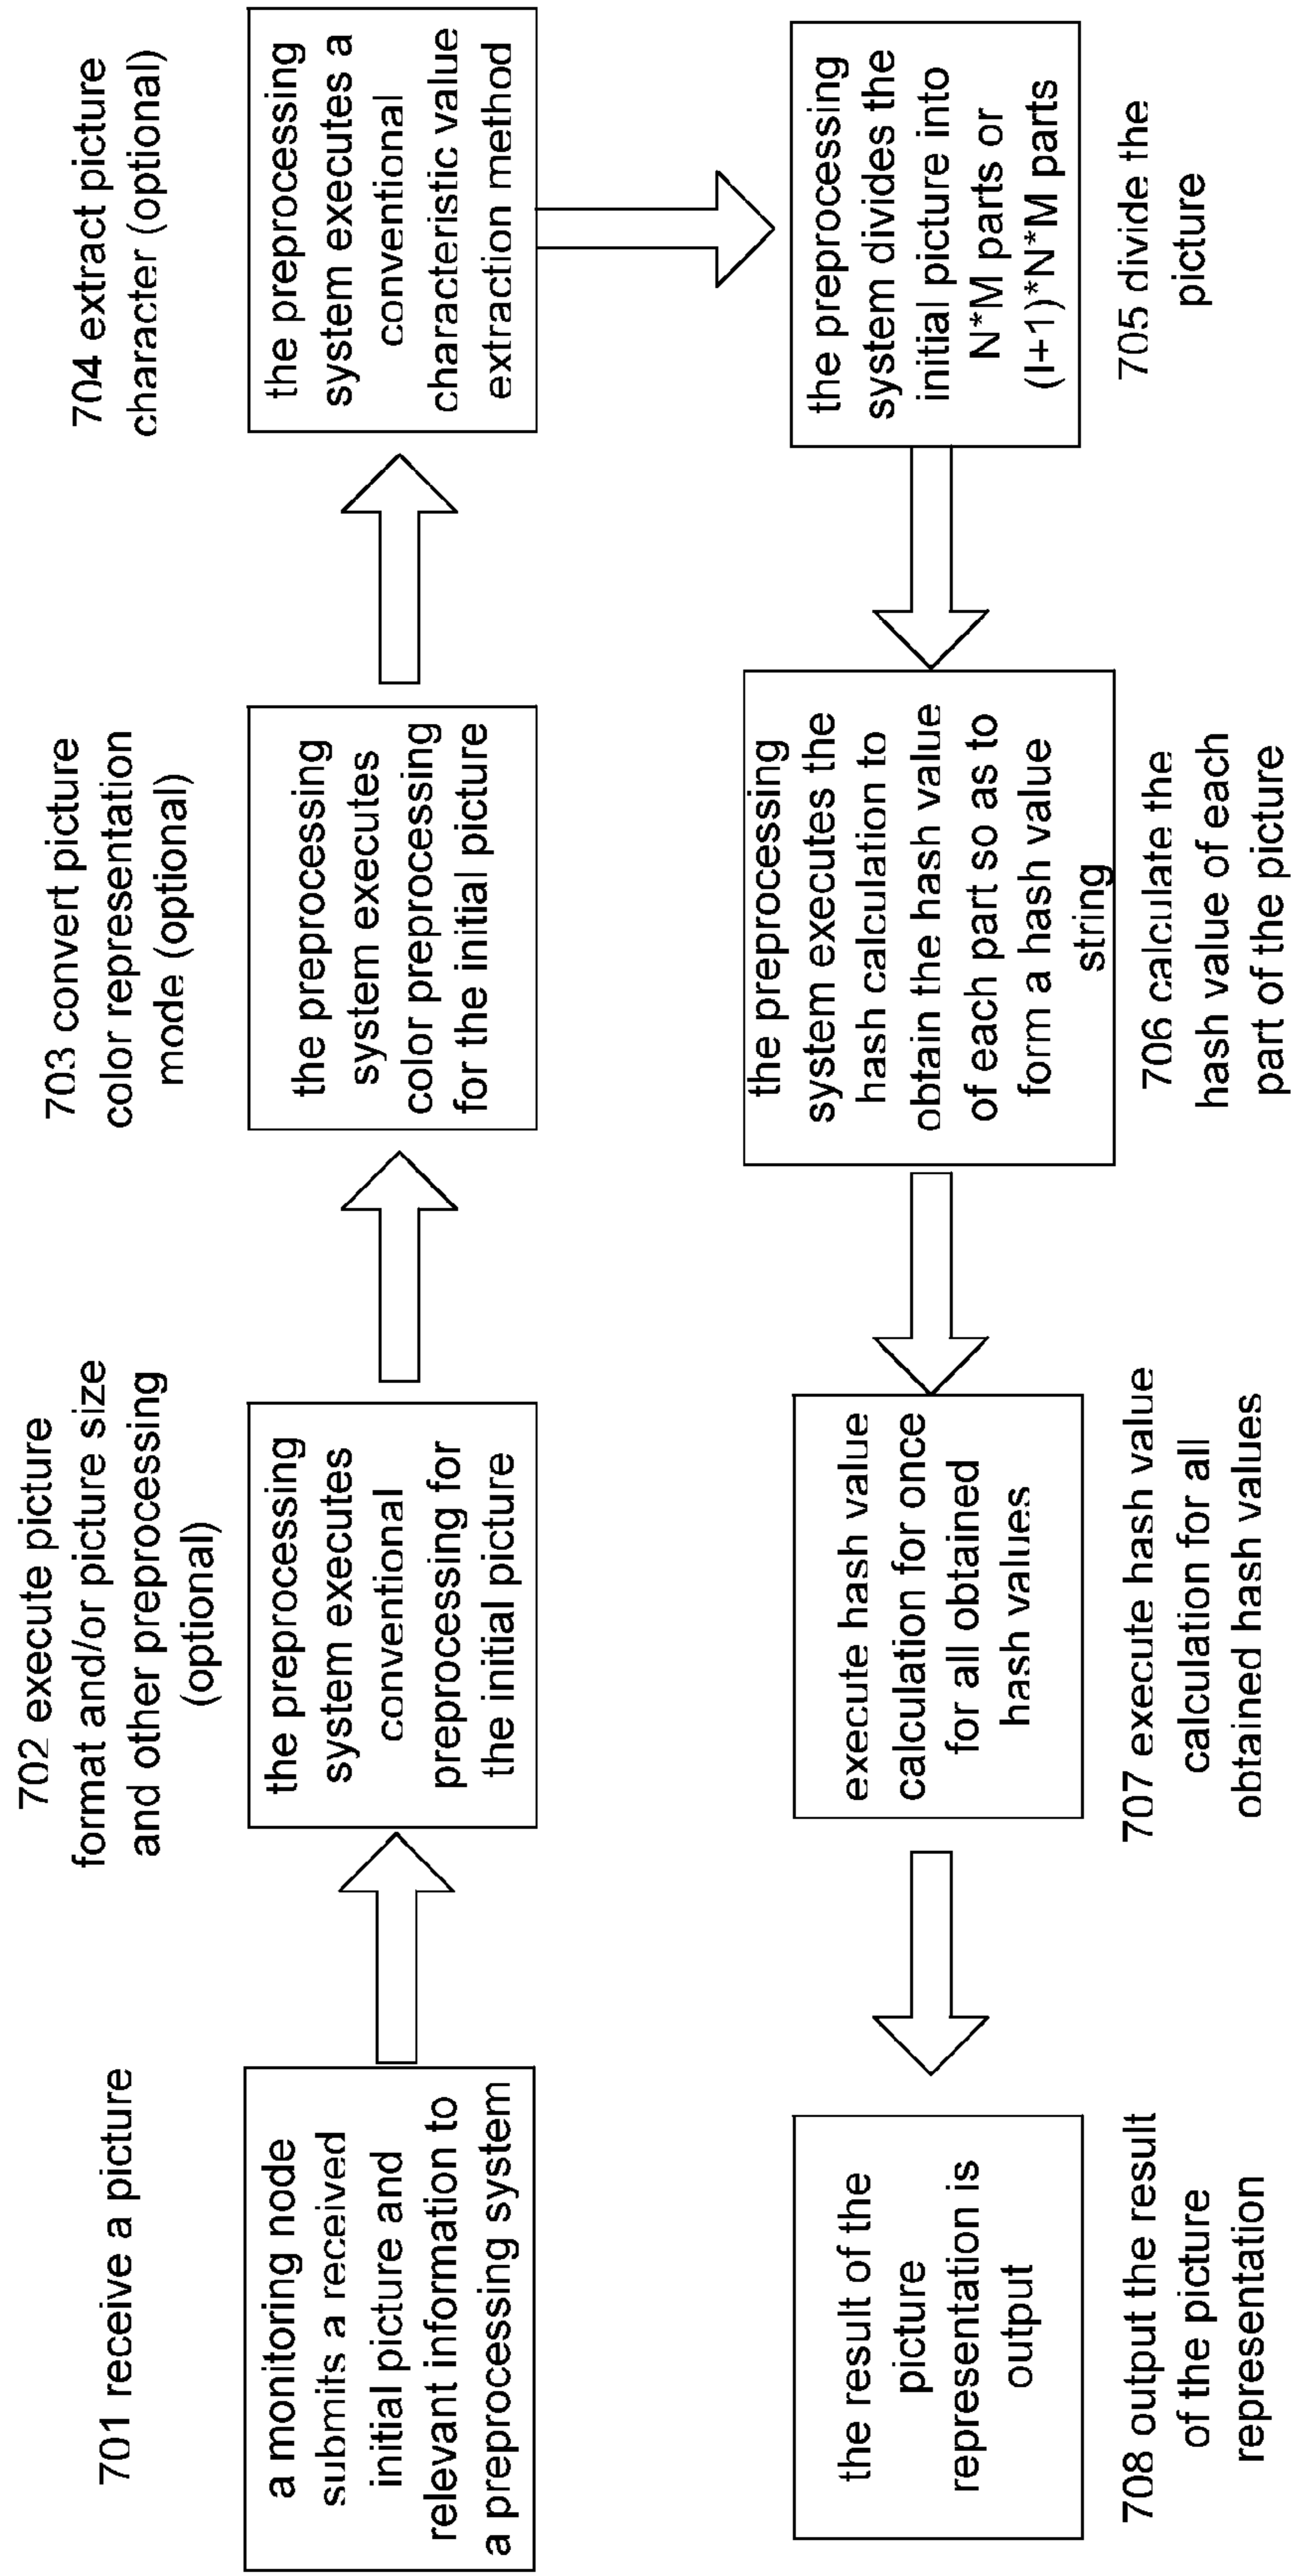 701 receive a picture
a monitoring node
submits a received
initial picture and
relevant information to
a preprocessing system
702 execute picture
format and/or picture size
and other preprocessing
(optional)
the preprocessing
system executes
conventional
preprocessing for
the initial picture
703 convert picture
color representation
mode (optional)
the preprocessing
system executes
color preprocessing
for the initial picture
704 extract picture
character (optional)
the preprocessing
system executes a
conventional
characteristic value
extraction method
the preprocessing
system divides the
initial picture into
N*M parts or
(I+1)*N*M parts
705 divide the
picture
the preprocessing
system executes the
hash calculation to
obtain the hash value
of each part so as to
form a hash value
string
706 calculate the
hash value of each
part of the picture
execute hash value
calculation for once
for all obtained
hash values
707 execute hash value
calculation for all
obtained hash values
the result of the
picture
representation is
output
708 output the result
of the picture
representation